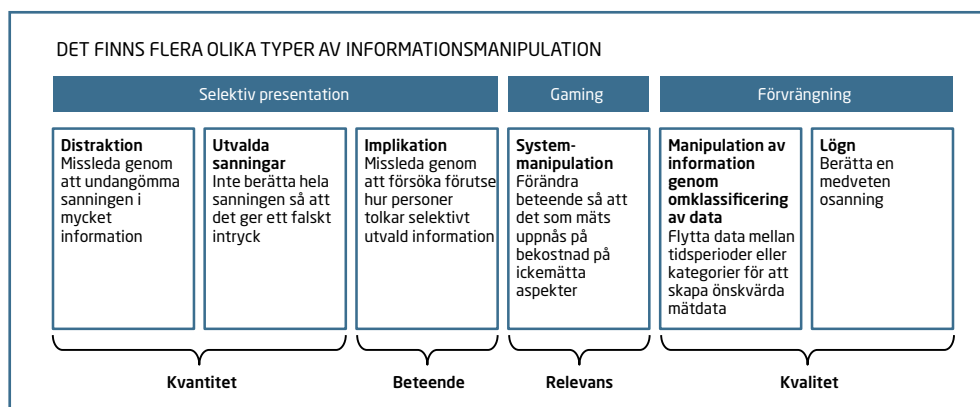 DET FINNS FLERA OLIKA TYPER AV INFORMATIONSMANIPULATION
Selektiv presentation
Gaming
Förvrängning
Distraktion
Missleda genom
att undangömma
sanningen i
mycket
information
Utvalda
sanningar
Inte berätta hela
sanningen så att
det ger ett falskt
intryck
Implikation
Missleda genom
att försöka förutse
hur personer
tolkar selektivt
utvald information
System-
manipulation
Förändra
beteende så att
det som mäts
uppnås på
bekostnad på
ickemätta
aspekter
Manipulation av
information
genom
omklassificering
av data
Flytta data mellan
tidsperioder eller
kategorier för att
skapa önskvärda
mätdata
Lögn
Berätta en
medveten
osanning
Kvantitet
Beteende
Relevans
Kvalitet